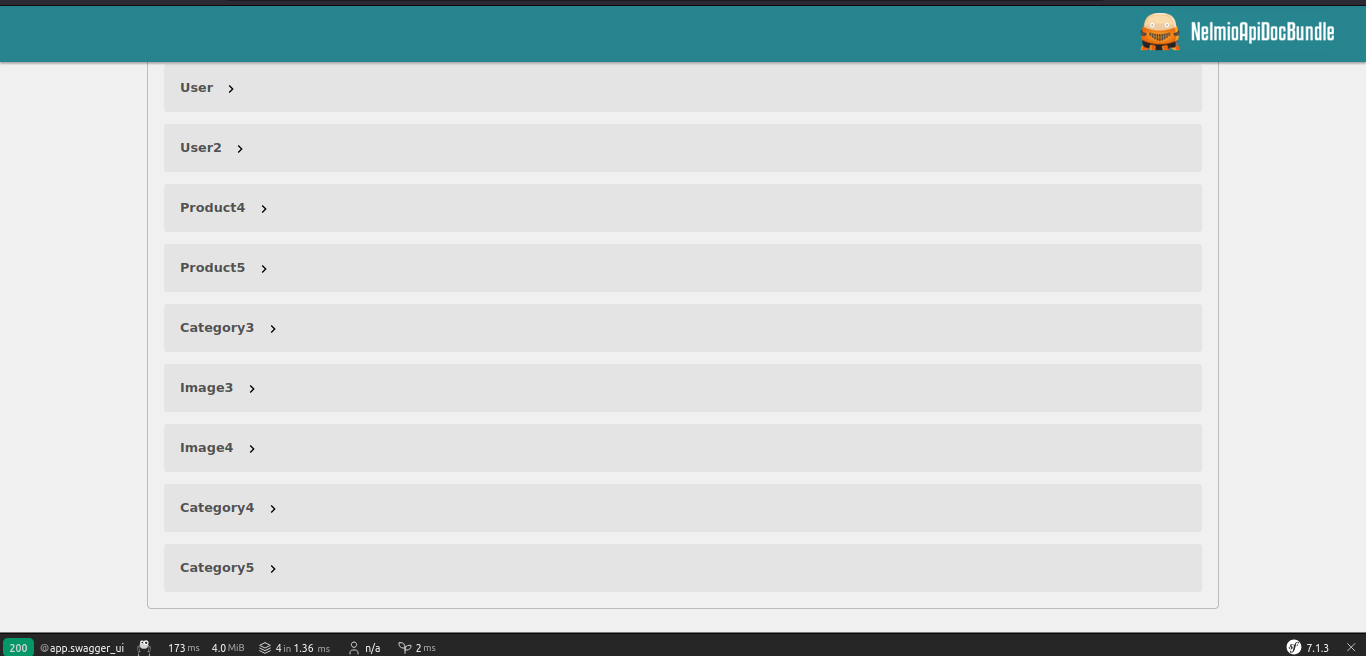 NelmioApiDocBundle
User
User2
Product4
Product5
Category3
Image3
Image4
Category4
Category5
200 @app.swagger_ui 173 ms 4.0 MiB 4 in 1.36 ms n/a 2 ms sf 7.1.3